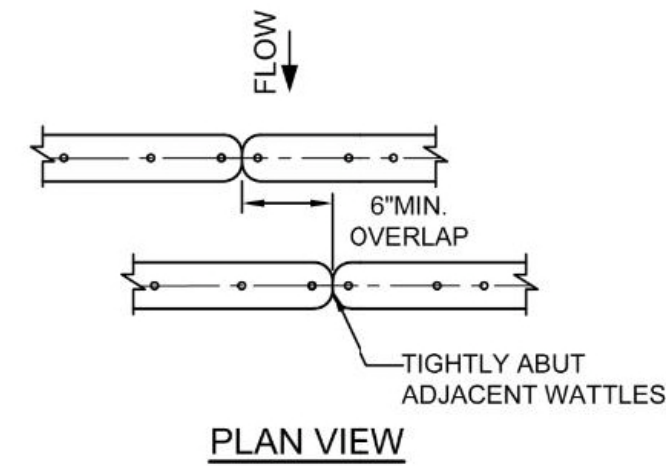 FLOW
6"MIN.
OVERLAP
TIGHTLY ABUT
ADJACENT WATTLES
PLAN VIEW